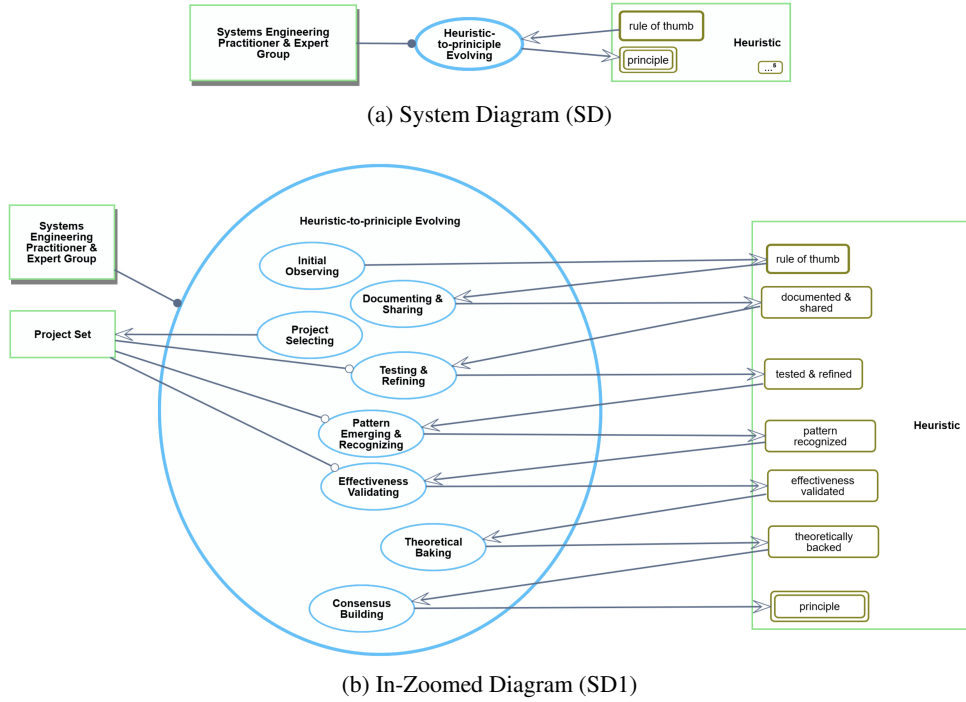 Systems Engineering
Practitioner & Expert
Group
Heuristic-
to-priniciple
Evolving
rule of thumb
principle
Heuristic
...5
(a) System Diagram (SD)
Heuristic-to-priniciple Evolving
Systems
Engineering
Practitioner &
Expert Group
Project Set
Initial
Observing
Documenting &
Sharing
Project
Selecting
Testing &
Refining
Pattern
Emerging &
Recognizing
Effectiveness
Validating
Theoretical
Baking
Consensus
Building
rule of thumb
documented &
shared
tested & refined
pattern
recognized
effectiveness
validated
theoretically
backed
principle
Heuristic
(b) In-Zoomed Diagram (SD1)